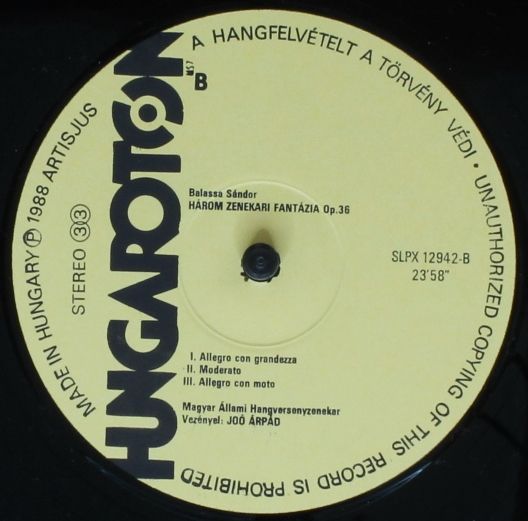 MADE IN HUNGARY Ⓟ 1988 ARTISJUS
A HANGFELVÉTELT A TÖRVÉNY VÉDI • UNAUTHORIZED COPYING OF THIS RECORD IS PROHIBITED
HUNGAROTON
STEREO 33
B
Balassa Sándor
HÁROM ZENEKARI FANTÁZIA Op.36
SLPX 12942-B
23'58"
I. Allegro con grandezza
II. Moderato
III. Allegro con moto
Magyar Állami Hangversenyzenekar
Vezényel: JOÓ ÁRPÁD